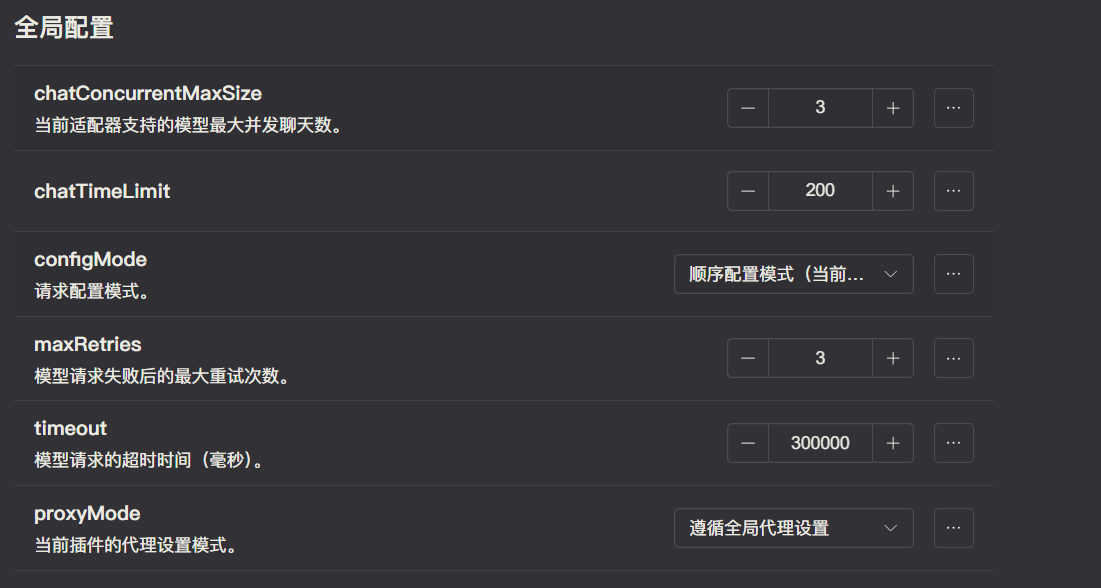 全局配置
chatConcurrentMaxSize
3
当前适配器支持的模型最大并发聊天数。
chatTimeLimit
200
configMode
顺序配置模式（当前...
请求配置模式。
maxRetries
3
模型请求失败后的最大重试次数。
timeout
300000
模型请求的超时时间（毫秒）。
proxyMode
遵循全局代理设置
当前插件的代理设置模式。